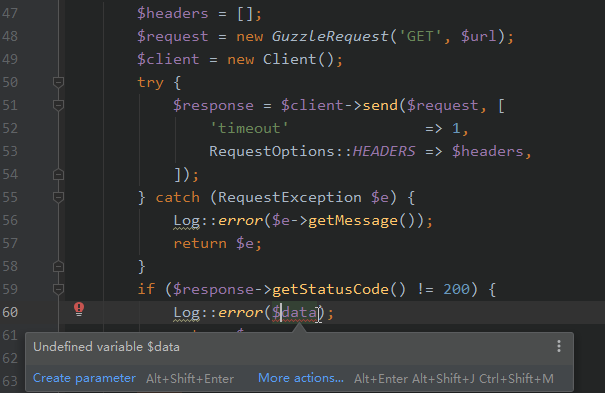 47 $headers = [];
48 $request = new GuzzleRequest('GET', $url);
49 $client = new Client();
50 try {
51 $response = $client->send($request, [
52 'timeout' => 1,
53 RequestOptions::HEADERS => $headers,
54 ]);
55 } catch (RequestException $e) {
56 Log::error($e->getMessage());
57 return $e;
58 }
59 if ($response->getStatusCode() != 200) {
60 Log::error($data);
61
Undefined variable $data
62
Create parameter Alt+Shift+Enter More actions... Alt+Enter Alt+Shift+J Ctrl+Shift+M
63